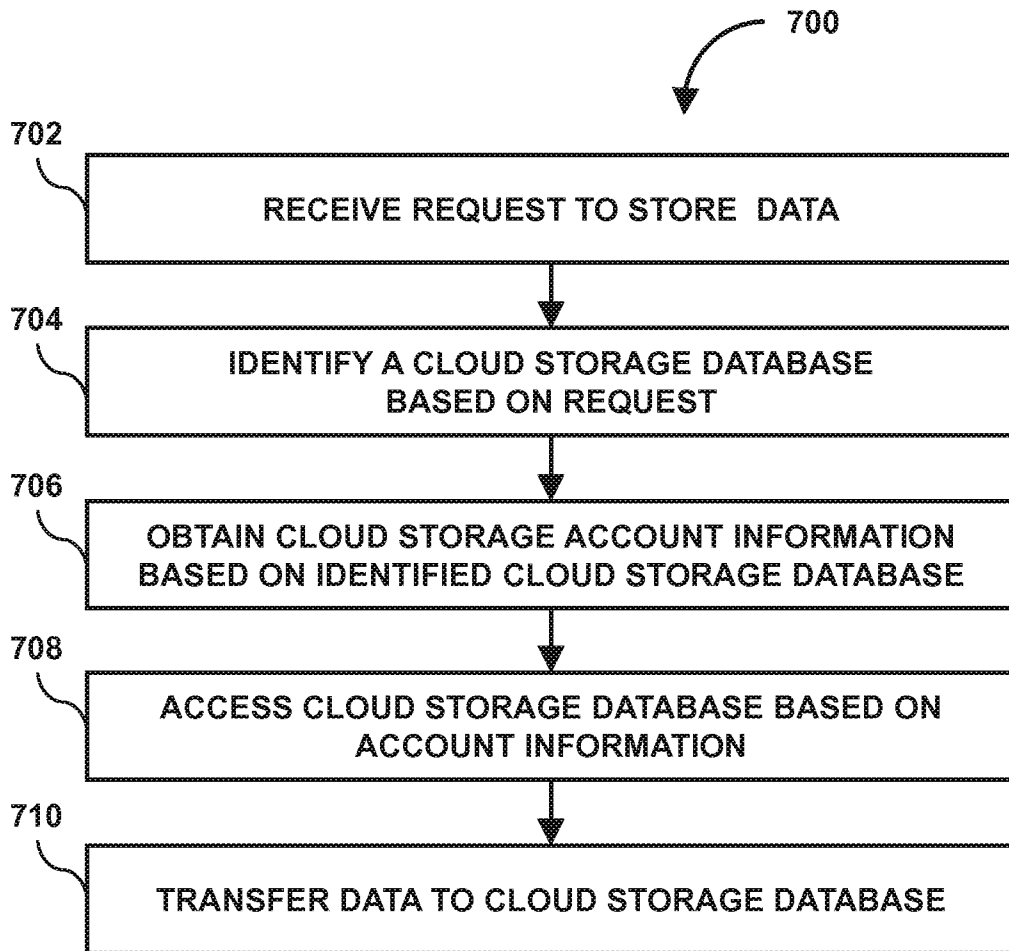 700
702
RECEIVE REQUEST TO STORE DATA
704
IDENTIFY A CLOUD STORAGE DATABASE
BASED ON REQUEST
706
OBTAIN CLOUD STORAGE ACCOUNT INFORMATION
BASED ON IDENTIFIED CLOUD STORAGE DATABASE
708
ACCESS CLOUD STORAGE DATABASE BASED ON
ACCOUNT INFORMATION
710
TRANSFER DATA TO CLOUD STORAGE DATABASE